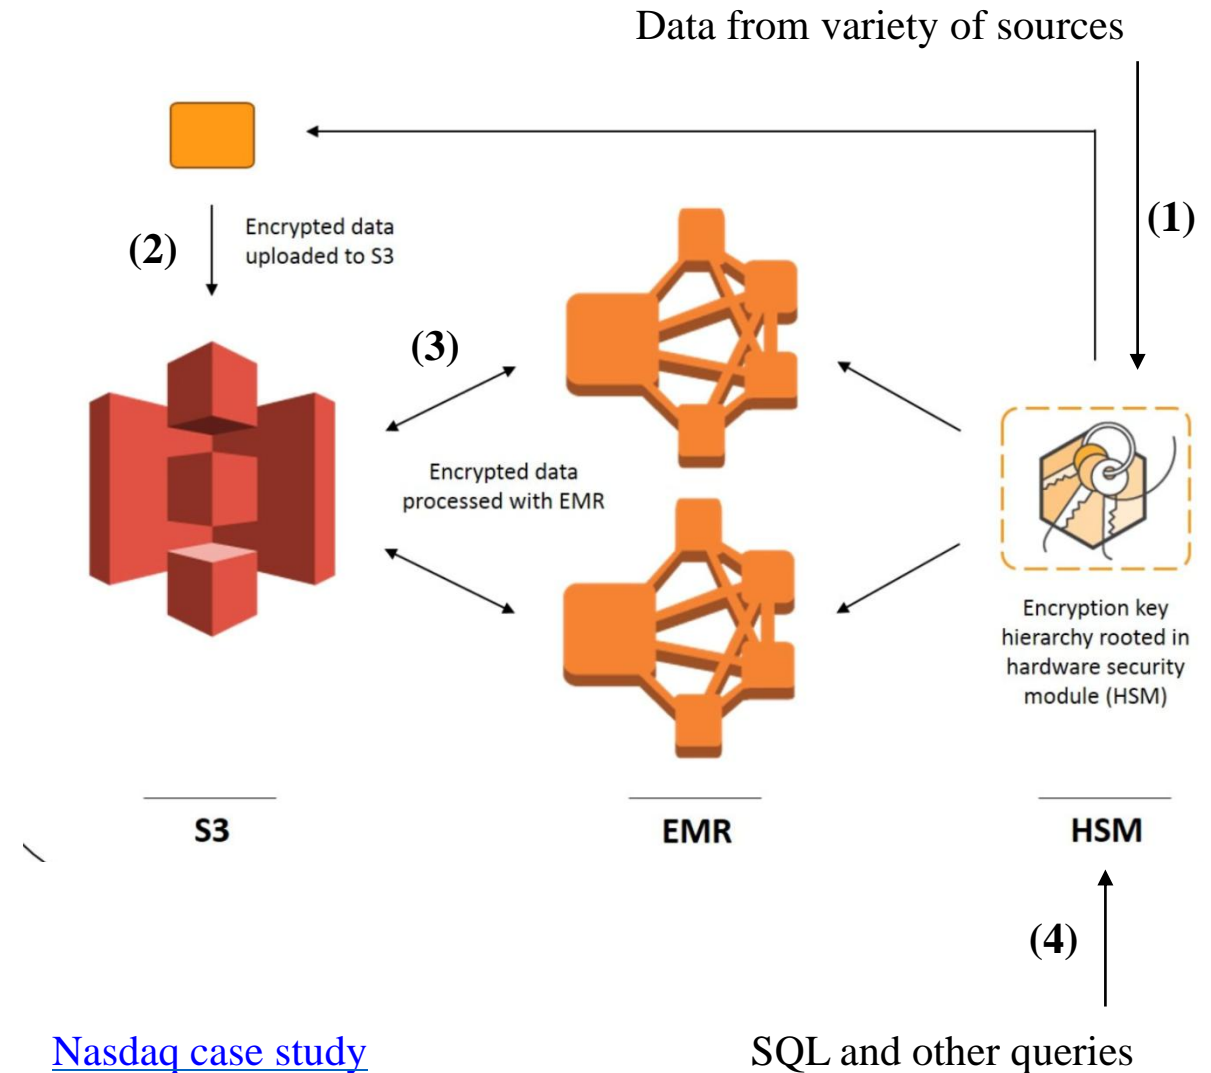 Data from variety of sources
(1)
Encrypted data
uploaded to S3
(2)
(3)
Encrypted data
processed with EMR
Encryption key
hierarchy rooted in
hardware security
module (HSM)
S3
EMR
HSM
(4)
Nasdaq case study
SQL and other queries